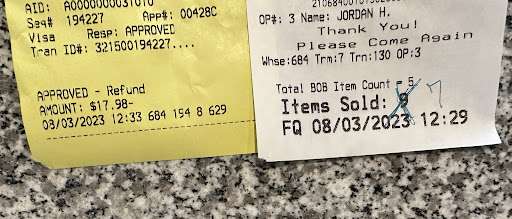 AID: A0000000031010
Seq# 194227 App#: 00428C
Visa Resp: APPROVED
Tran ID#: 321500194227....
APPROVED - Refund
AMOUNT: $17.98-
08/03/2023 12:33 684 194 8 629
OP#: 3 Name: JORDAN H.
Thank You!
Please Come Again
Whse:684 Trm:7 Trn:130 OP:3
Total BOB Item Count = 5
Items Sold: 7
FQ 08/03/2023 12:29